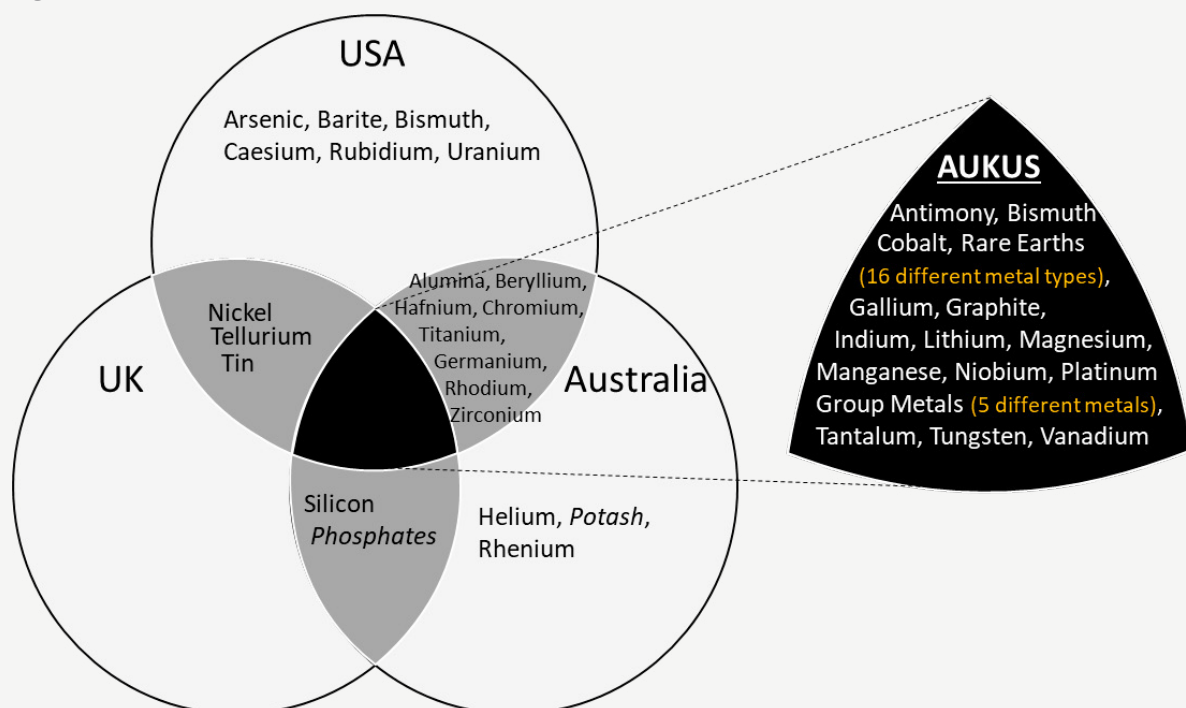 USA
Arsenic, Barite, Bismuth,
Caesium, Rubidium, Uranium
Nickel
Tellurium
Tin
Alumina, Beryllium,
Hafnium, Chromium,
Titanium,
Germanium,
Rhodium,
Zirconium
UK
Australia
Silicon
Phosphates
Helium, Potash,
Rhenium
AUKUS
Antimony, Bismuth
Cobalt, Rare Earths
(16 different metal types),
Gallium, Graphite,
Indium, Lithium, Magnesium,
Manganese, Niobium, Platinum
Group Metals (5 different metals),
Tantalum, Tungsten, Vanadium